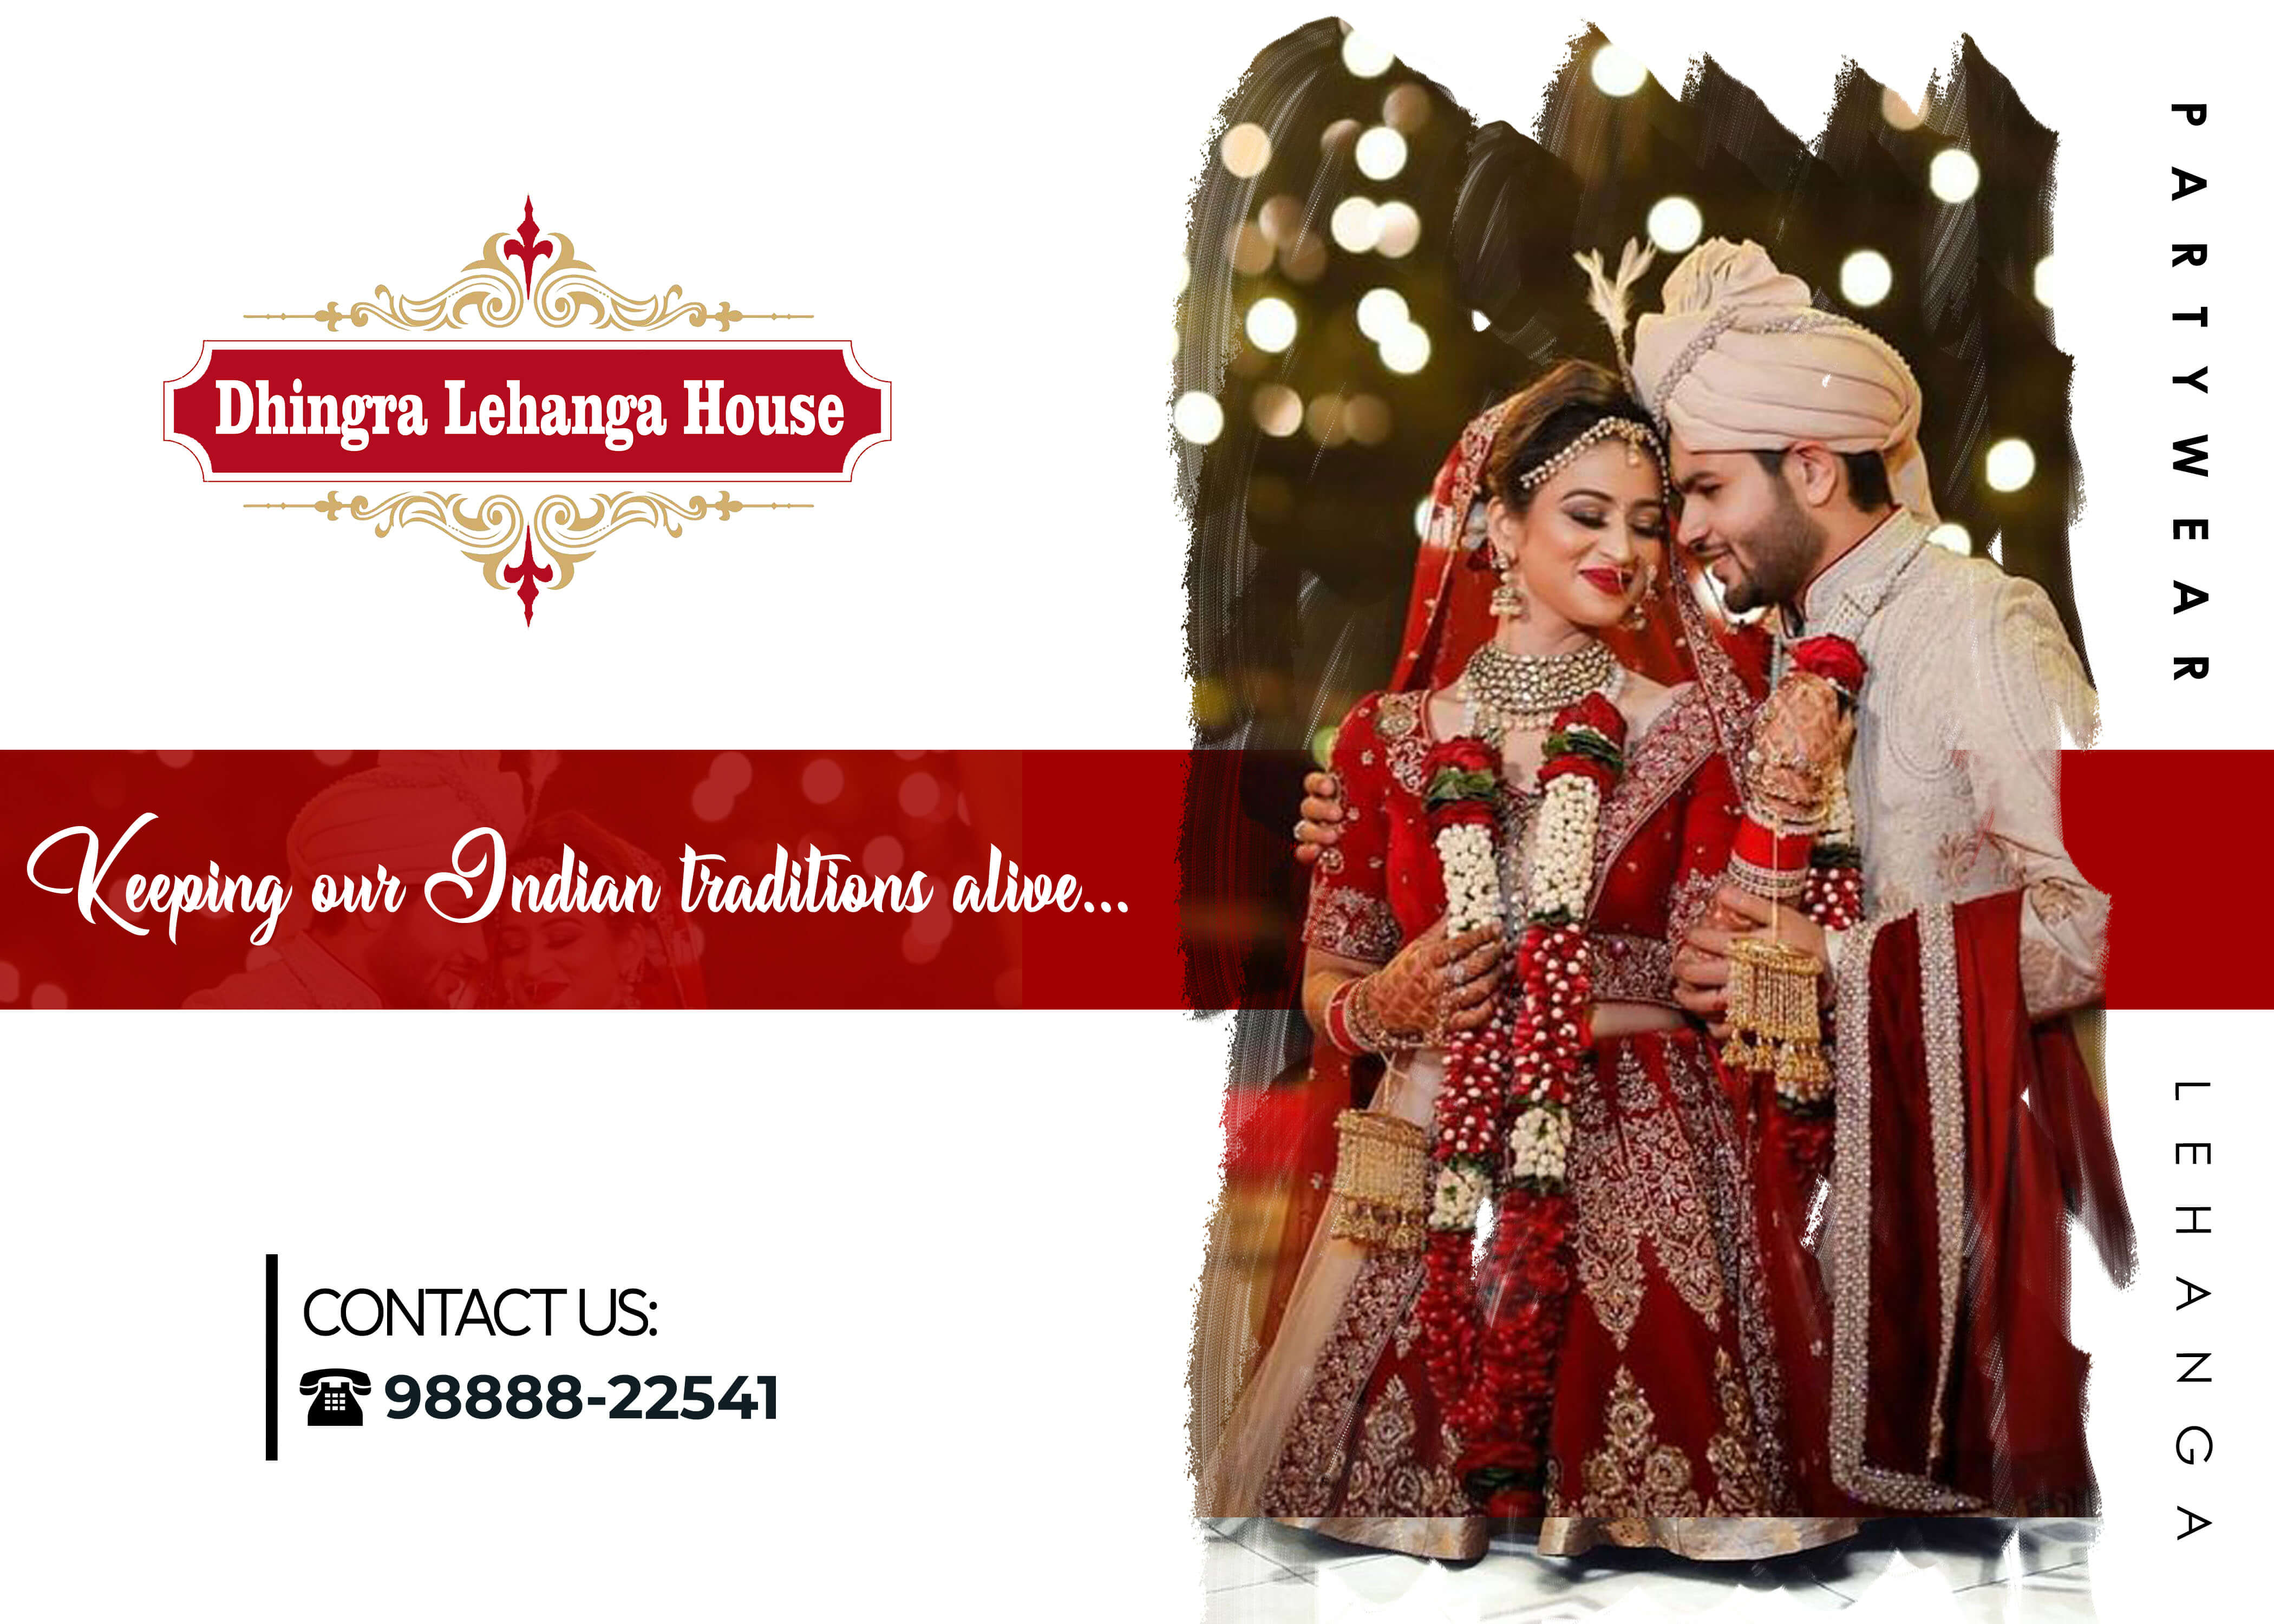 Dhingra Lehanga House
Keeping our Indian traditions alive...
CONTACT US:
98888-22541
PARTYWEAR
LEHANGA